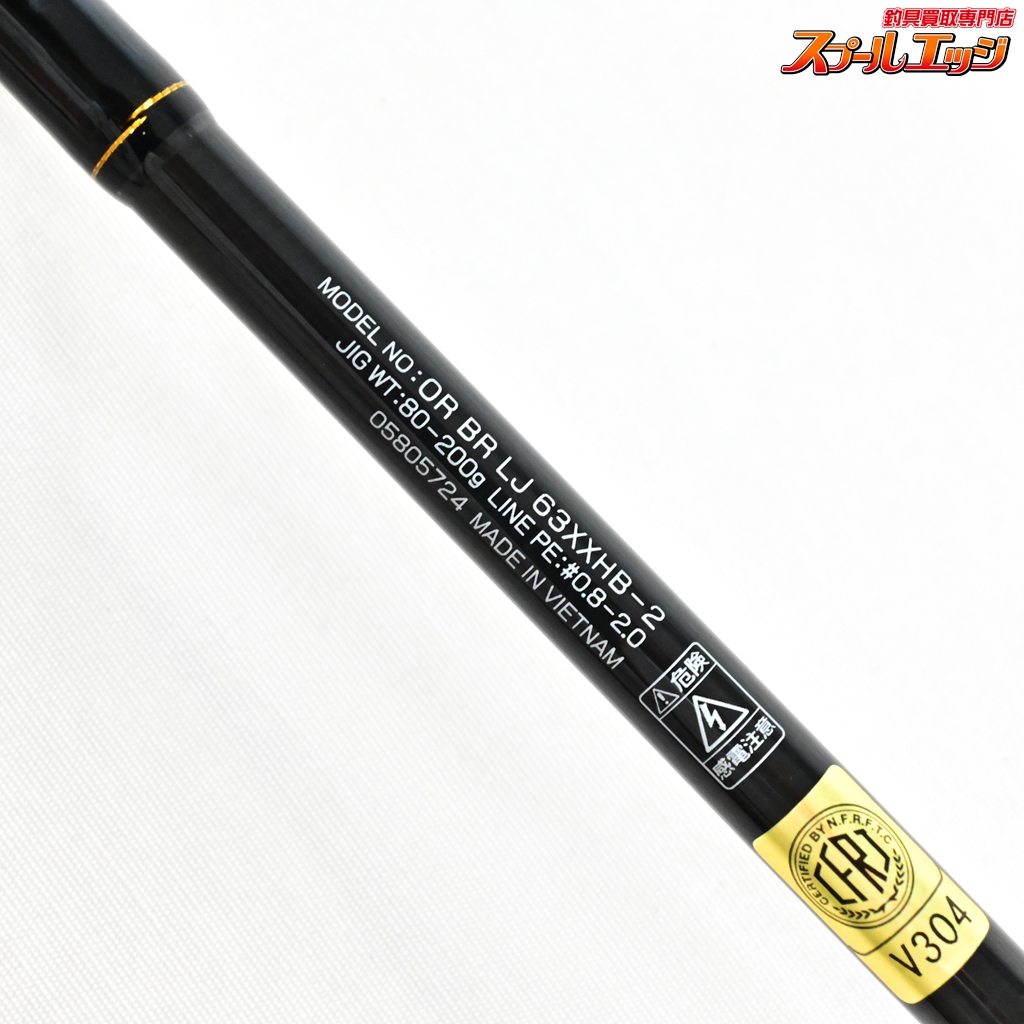 釣具買取専門店
スプールエッジ
MODEL NO:OR BR LJ 63XXHB-2
JIG WT:80-200g LINE PE:#0.8-2.0
05805724 MADE IN VIETNAM
危険
感電注意
CERTIFIED BY N.F.R.F.T.C
CFRJ
V304